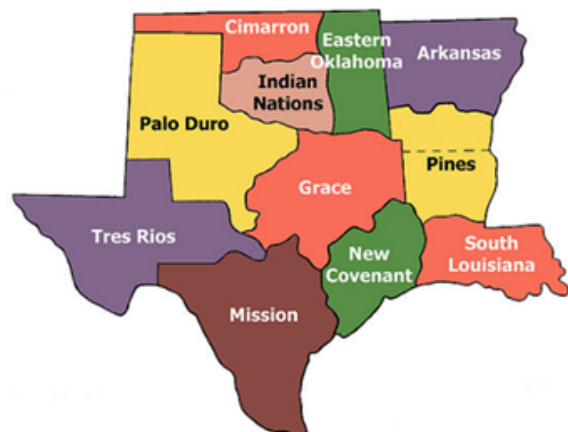 Cimarron
Eastern
Oklahoma
Arkansas
Indian
Nations
Palo Duro
Pines
Grace
Tres Rios
New
Covenant
South
Louisiana
Mission